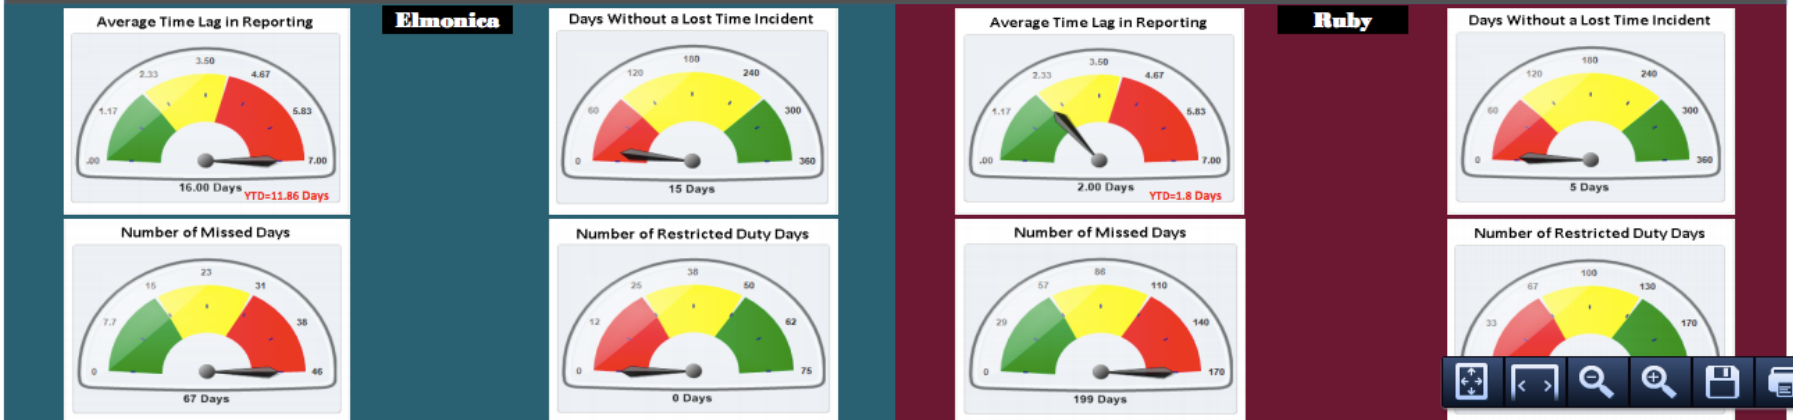 Average Time Lag in Reporting
.00
1.17
2.33
3.50
4.67
5.83
7.00
16.00 Days
YTD=11.86 Days
Elmonica
Days Without a Lost Time Incident
0
60
120
180
240
300
360
15 Days
Average Time Lag in Reporting
.00
1.17
2.33
3.50
4.67
5.83
7.00
2.00 Days
YTD=1.8 Days
Ruby
Days Without a Lost Time Incident
0
60
120
180
240
300
360
5 Days
Number of Missed Days
0
7.7
15
23
31
38
46
67 Days
Number of Restricted Duty Days
0
12
25
38
50
62
75
0 Days
Number of Missed Days
0
29
57
86
110
140
170
199 Days
Number of Restricted Duty Days
33
67
100
130
170